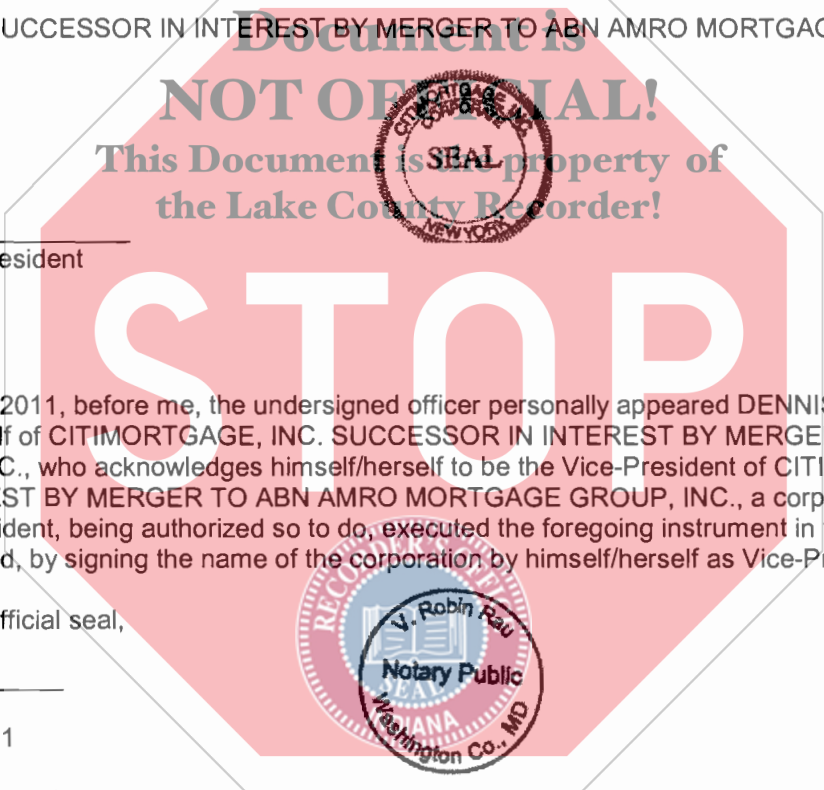 UCCESSOR IN INTEREST BY MERGER TO ABN AMRO MORTGAG
Document is
NOT OFFICIAL!
This Document is the property of
the Lake County Recorder!
CITIMORTGAGE, INC.
CORPORATE
SEAL
NEW YORK
esident
STOP
2011, before me, the undersigned officer personally appeared DENNIS
lf of CITIMORTGAGE, INC. SUCCESSOR IN INTEREST BY MERGE
C., who acknowledges himself/herself to be the Vice-President of CITI
EST BY MERGER TO ABN AMRO MORTGAGE GROUP, INC., a corp
ident, being authorized so to do, executed the foregoing instrument in
d, by signing the name of the corporation by himself/herself as Vice-Pr
fficial seal,
RECORDER'S OFFICE
SEAL
INDIANA
V. Robin Rau
Notary Public
Washington Co., MD
1